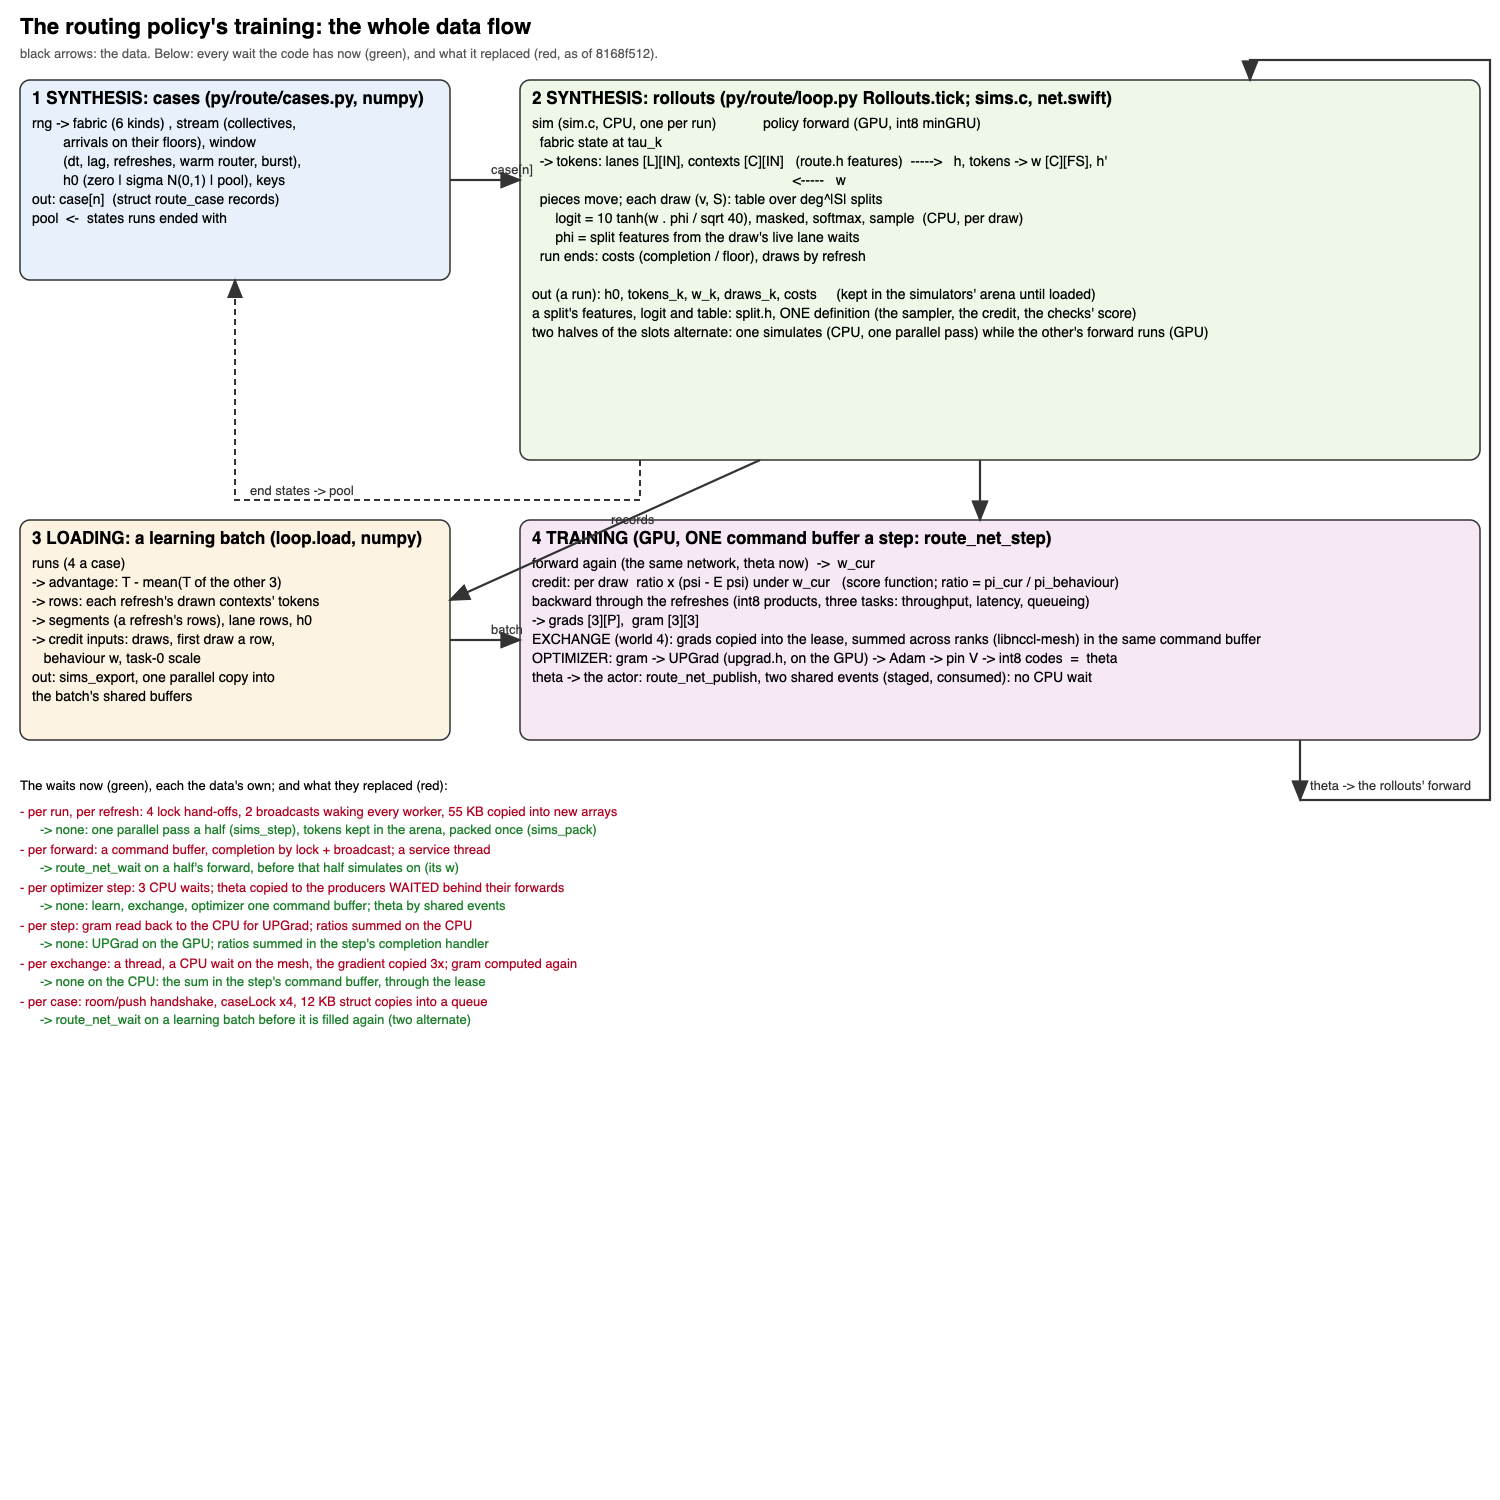 The routing policy's training: the whole data flow
black arrows: the data. Below: every wait the code has now (green), and what it replaced (red, as of 8168f512).
1 SYNTHESIS: cases (py/route/cases.py, numpy)
rng -> fabric (6 kinds) , stream (collectives,
arrivals on their floors), window
(dt, lag, refreshes, warm router, burst),
h0 (zero | sigma N(0,1) | pool), keys
out: case[n]  (struct route_case records)
pool  <-  states runs ended with
case[n]
2 SYNTHESIS: rollouts (py/route/loop.py Rollouts.tick; sims.c, net.swift)
sim (sim.c, CPU, one per run)            policy forward (GPU, int8 minGRU)
fabric state at tau_k
-> tokens: lanes [L][IN], contexts [C][IN]   (route.h features)  ----->   h, tokens -> w [C][FS], h'
<-----   w
pieces move; each draw (v, S): table over deg^|S| splits
logit = 10 tanh(w . phi / sqrt 40), masked, softmax, sample  (CPU, per draw)
phi = split features from the draw's live lane waits
run ends: costs (completion / floor), draws by refresh
out (a run): h0, tokens_k, w_k, draws_k, costs     (kept in the simulators' arena until loaded)
a split's features, logit and table: split.h, ONE definition (the sampler, the credit, the checks' score)
two halves of the slots alternate: one simulates (CPU, one parallel pass) while the other's forward runs (GPU)
end states -> pool
records
3 LOADING: a learning batch (loop.load, numpy)
runs (4 a case)
-> advantage: T - mean(T of the other 3)
-> rows: each refresh's drawn contexts' tokens
-> segments (a refresh's rows), lane rows, h0
-> credit inputs: draws, first draw a row,
behaviour w, task-0 scale
out: sims_export, one parallel copy into
the batch's shared buffers
batch
4 TRAINING (GPU, ONE command buffer a step: route_net_step)
forward again (the same network, theta now)  ->  w_cur
credit: per draw  ratio x (psi - E psi) under w_cur   (score function; ratio = pi_cur / pi_behaviour)
backward through the refreshes (int8 products, three tasks: throughput, latency, queueing)
-> grads [3][P],  gram [3][3]
EXCHANGE (world 4): grads copied into the lease, summed across ranks (libnccl-mesh) in the same command buffer
OPTIMIZER: gram -> UPGrad (upgrad.h, on the GPU) -> Adam -> pin V -> int8 codes  =  theta
theta -> the actor: route_net_publish, two shared events (staged, consumed): no CPU wait
theta -> the rollouts' forward
The waits now (green), each the data's own; and what they replaced (red):
- per run, per refresh: 4 lock hand-offs, 2 broadcasts waking every worker, 55 KB copied into new arrays
-> none: one parallel pass a half (sims_step), tokens kept in the arena, packed once (sims_pack)
- per forward: a command buffer, completion by lock + broadcast; a service thread
-> route_net_wait on a half's forward, before that half simulates on (its w)
- per optimizer step: 3 CPU waits; theta copied to the producers WAITED behind their forwards
-> none: learn, exchange, optimizer one command buffer; theta by shared events
- per step: gram read back to the CPU for UPGrad; ratios summed on the CPU
-> none: UPGrad on the GPU; ratios summed in the step's completion handler
- per exchange: a thread, a CPU wait on the mesh, the gradient copied 3x; gram computed again
-> none on the CPU: the sum in the step's command buffer, through the lease
- per case: room/push handshake, caseLock x4, 12 KB struct copies into a queue
-> route_net_wait on a learning batch before it is filled again (two alternate)